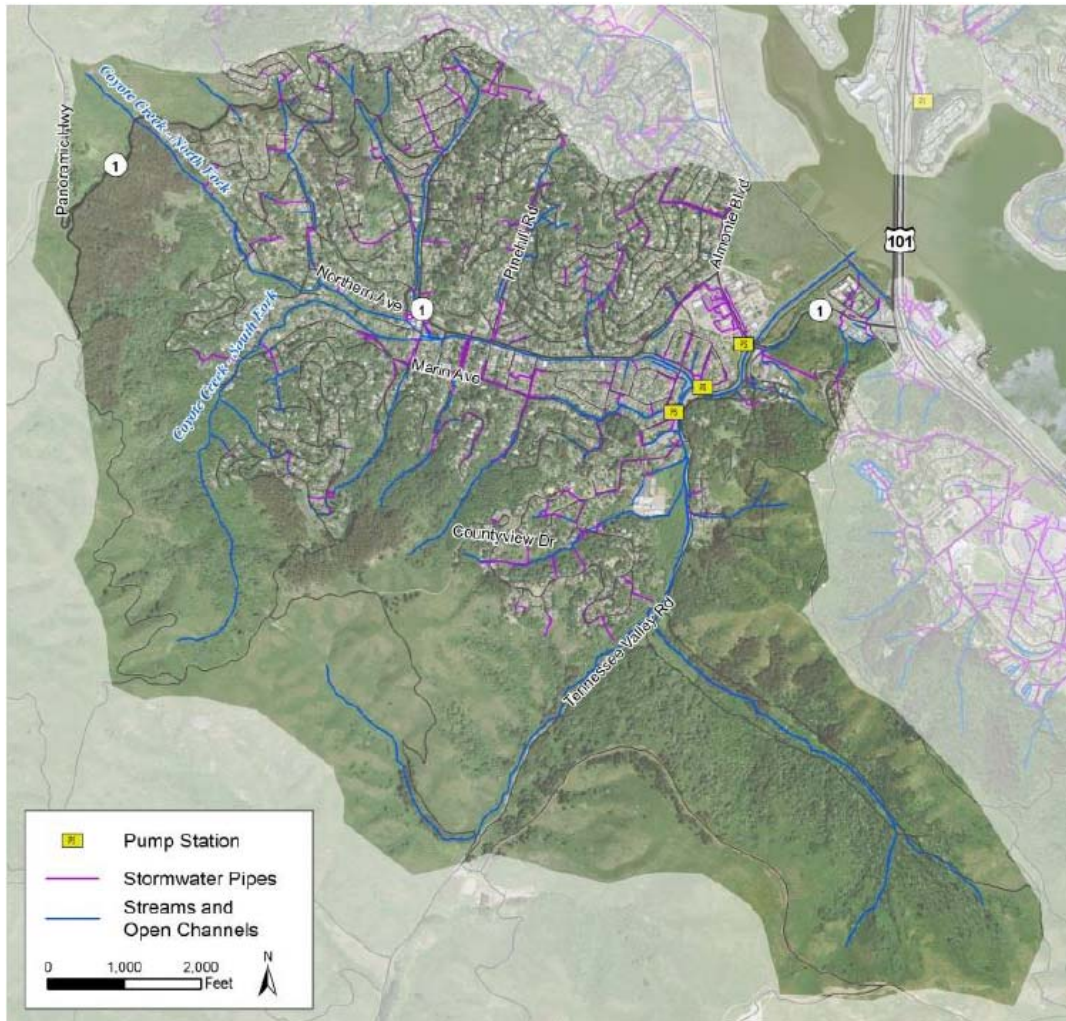 Coyote Creek - North Fork
Panoramic Hwy
1
Almonte Blvd
Pinehill Rd
101
Northern Ave
1
1
Coyote Creek - South Fork
Marin Ave
Countyview Dr
Tennessee Valley Rd
Pump Station
Stormwater Pipes
Streams and
Open Channels
0 1,000 2,000
Feet
N